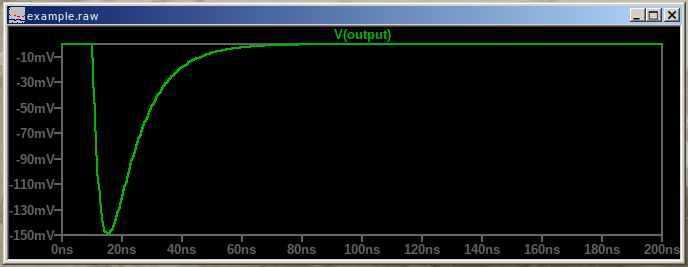 example.raw
V(output)
-10mV
-30mV
-50mV
-70mV
-90mV
-110mV
-130mV
-150mV
0ns 20ns 40ns 60ns 80ns 100ns 120ns 140ns 160ns 180ns 200ns